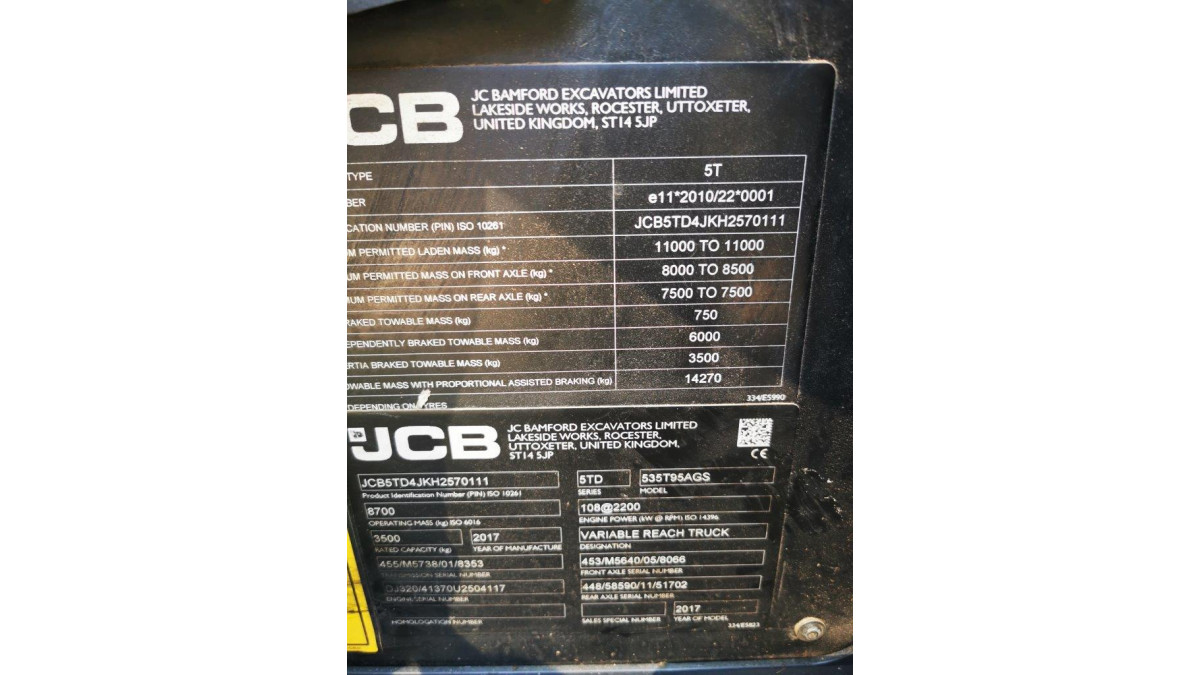 CB
JC BAMFORD EXCAVATORS LIMITED
LAKESIDE WORKS, ROCESTER, UTTOXETER,
UNITED KINGDOM, ST14 5JP
TYPE 5T
BER e11*2010/22*0001
CATION NUMBER (PIN) ISO 10261 JCB5TD4JKH2570111
M PERMITTED LADEN MASS (kg) * 11000 TO 11000
UM PERMITTED MASS ON FRONT AXLE (kg) * 8000 TO 8500
MUM PERMITTED MASS ON REAR AXLE (kg) * 7500 TO 7500
RAKED TOWABLE MASS (kg) 750
EPENDENTLY BRAKED TOWABLE MASS (kg) 6000
ERTIA BRAKED TOWABLE MASS (kg) 3500
OWABLE MASS WITH PROPORTIONAL ASSISTED BRAKING (kg) 14270
DEPENDING ON TYRES
334/E5990
JCB
JC BAMFORD EXCAVATORS LIMITED
LAKESIDE WORKS, ROCESTER,
UTTOXETER, UNITED KINGDOM,
ST14 5JP
CE
JCB5TD4JKH2570111 5TD 535T95AGS
Product Identification Number (PIN) ISO 10261 SERIES MODEL
8700 108@2200
OPERATING MASS (kg) ISO 6016 ENGINE POWER (kW @ RPM) ISO 14396
3500 2017 VARIABLE REACH TRUCK
RATED CAPACITY (kg) YEAR OF MANUFACTURE DESIGNATION
455/M5738/01/8353 453/M5640/05/8066
TRANSMISSION SERIAL NUMBER FRONT AXLE SERIAL NUMBER
DJ320/41370U2504117 448/58590/11/51702
ENGINE SERIAL NUMBER REAR AXLE SERIAL NUMBER
2017
HOMOLOGATION NUMBER SALES SPECIAL NUMBER YEAR OF MODEL
334/E5823